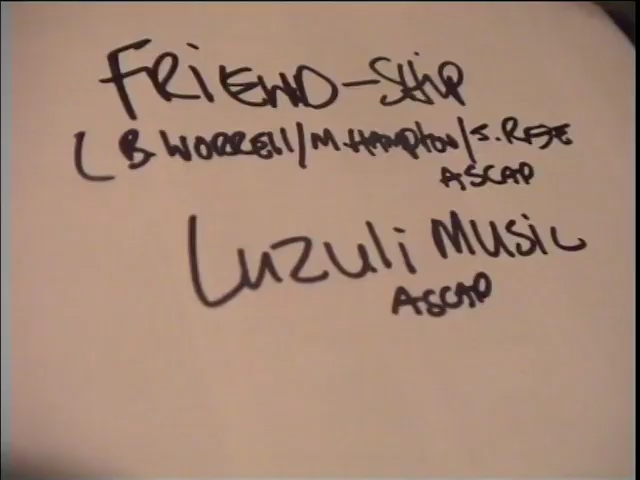 FRiEND-SHiP
( B. WORRELL/M.HAMPTON/S.ROSE
ASCAP
Luzuli MUSiC
ASCAP